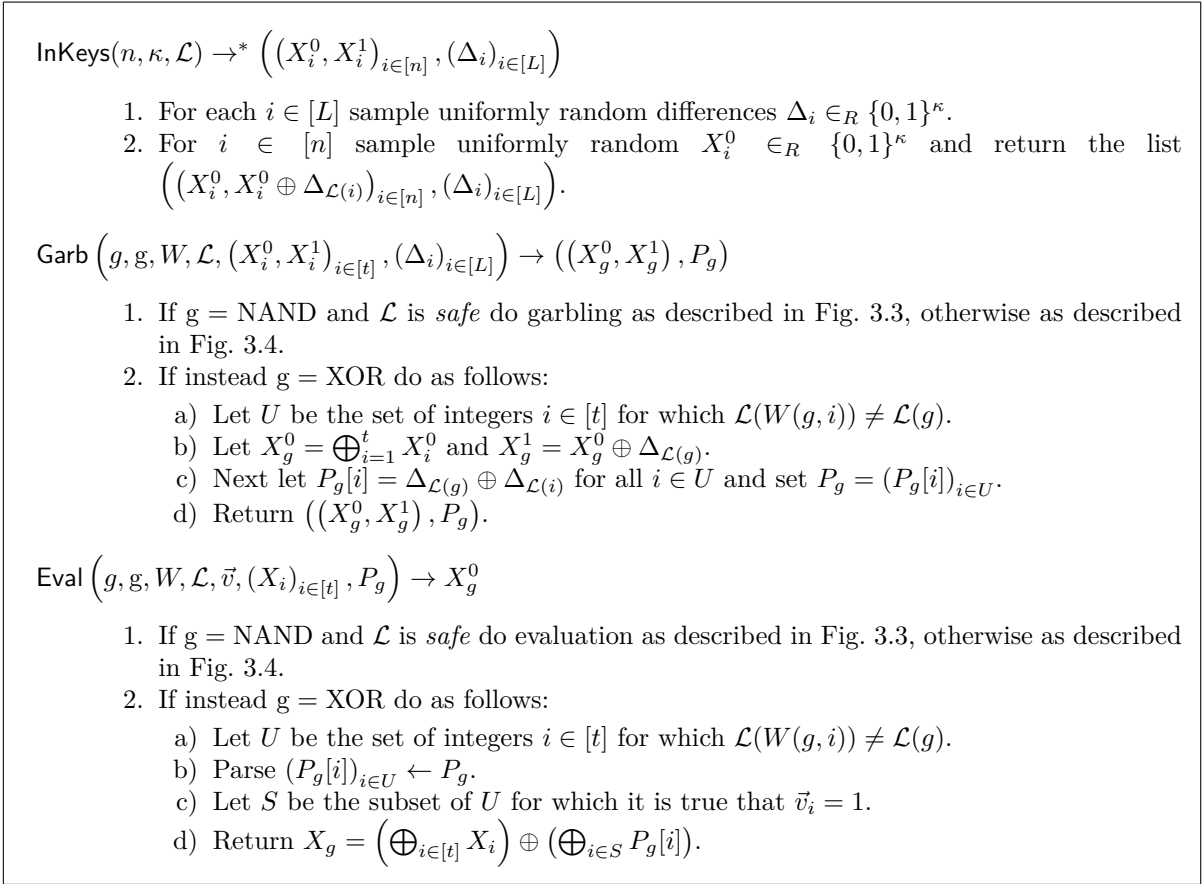 InKeys(n, κ, ℒ) →* ((X_i^0, X_i^1)_{i∈[n]}, (Δ_i)_{i∈[L]})
1. For each i ∈ [L] sample uniformly random differences Δ_i ∈_R {0, 1}^κ.
2. For i ∈ [n] sample uniformly random X_i^0 ∈_R {0, 1}^κ and return the list
((X_i^0, X_i^0 ⊕ Δ_{ℒ(i)})_{i∈[n]}, (Δ_i)_{i∈[L]}).
Garb (g, g, W, ℒ, (X_i^0, X_i^1)_{i∈[t]}, (Δ_i)_{i∈[L]}) → ((X_g^0, X_g^1), P_g)
1. If g = NAND and ℒ is safe do garbling as described in Fig. 3.3, otherwise as described
in Fig. 3.4.
2. If instead g = XOR do as follows:
a) Let U be the set of integers i ∈ [t] for which ℒ(W(g, i)) ≠ ℒ(g).
b) Let X_g^0 = ⊕_{i=1}^t X_i^0 and X_g^1 = X_g^0 ⊕ Δ_{ℒ(g)}.
c) Next let P_g[i] = Δ_{ℒ(g)} ⊕ Δ_{ℒ(i)} for all i ∈ U and set P_g = (P_g[i])_{i∈U}.
d) Return ((X_g^0, X_g^1), P_g).
Eval (g, g, W, ℒ, v⃗, (X_i)_{i∈[t]}, P_g) → X_g^0
1. If g = NAND and ℒ is safe do evaluation as described in Fig. 3.3, otherwise as described
in Fig. 3.4.
2. If instead g = XOR do as follows:
a) Let U be the set of integers i ∈ [t] for which ℒ(W(g, i)) ≠ ℒ(g).
b) Parse (P_g[i])_{i∈U} ← P_g.
c) Let S be the subset of U for which it is true that v⃗_i = 1.
d) Return X_g = (⊕_{i∈[t]} X_i) ⊕ (⊕_{i∈S} P_g[i]).